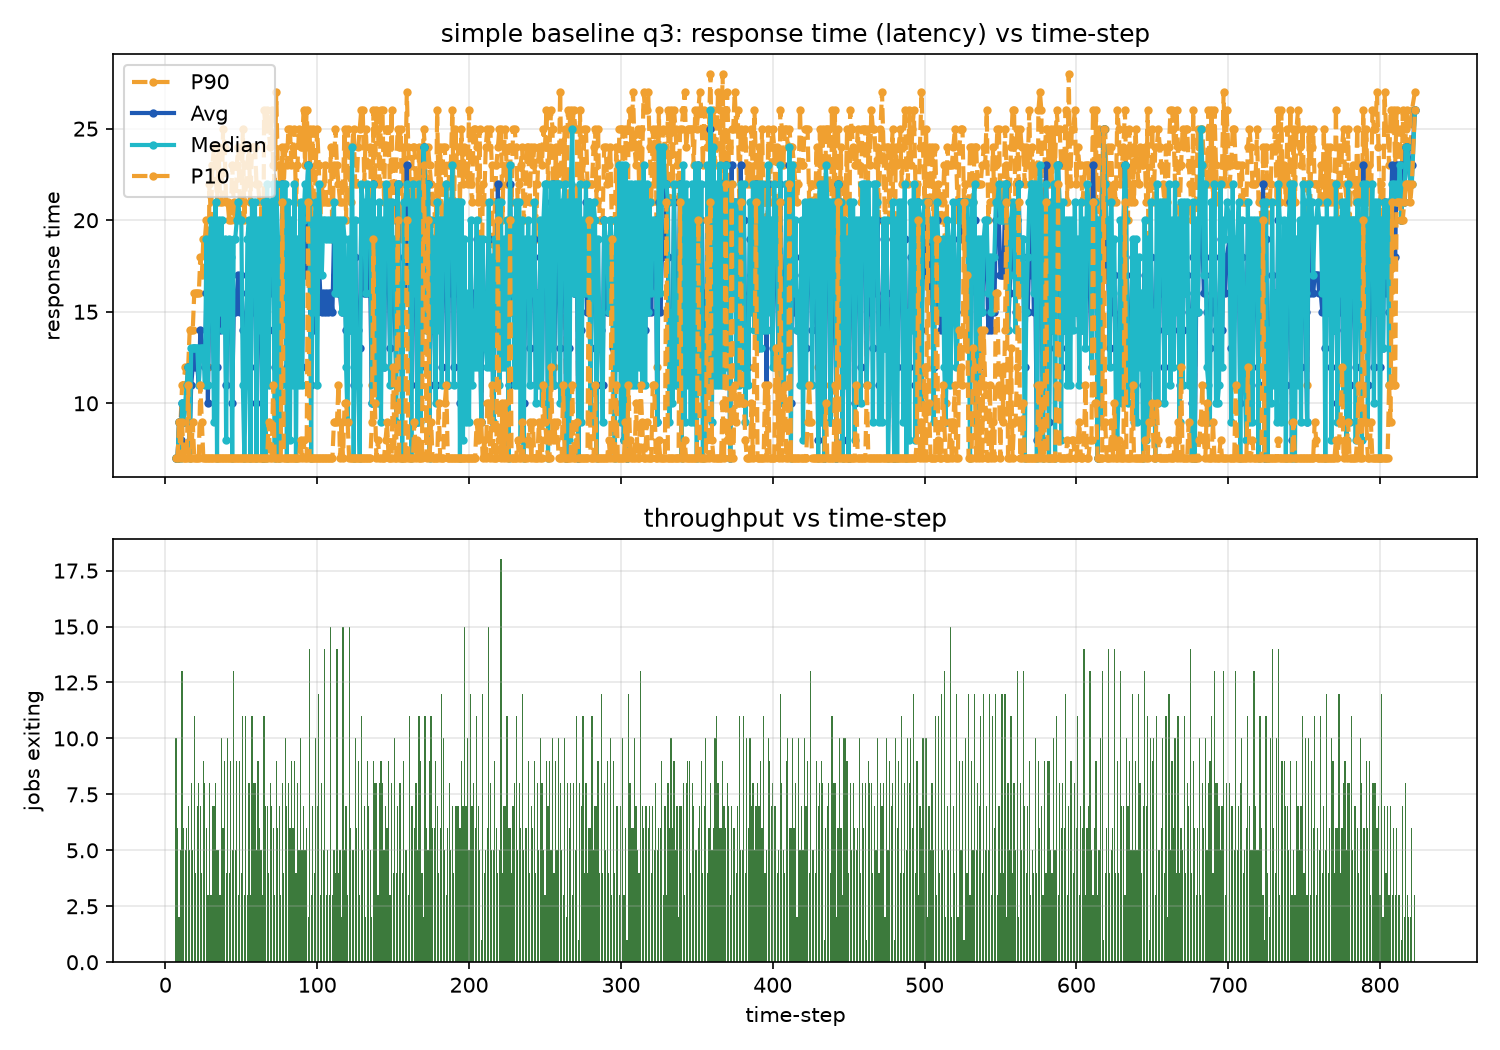 simple baseline q3: response time (latency) vs time-step
P90
Avg
Median
P10
25
20
15
10
response time
throughput vs time-step
17.5
15.0
12.5
10.0
7.5
5.0
2.5
0.0
jobs exiting
0 100 200 300 400 500 600 700 800
time-step